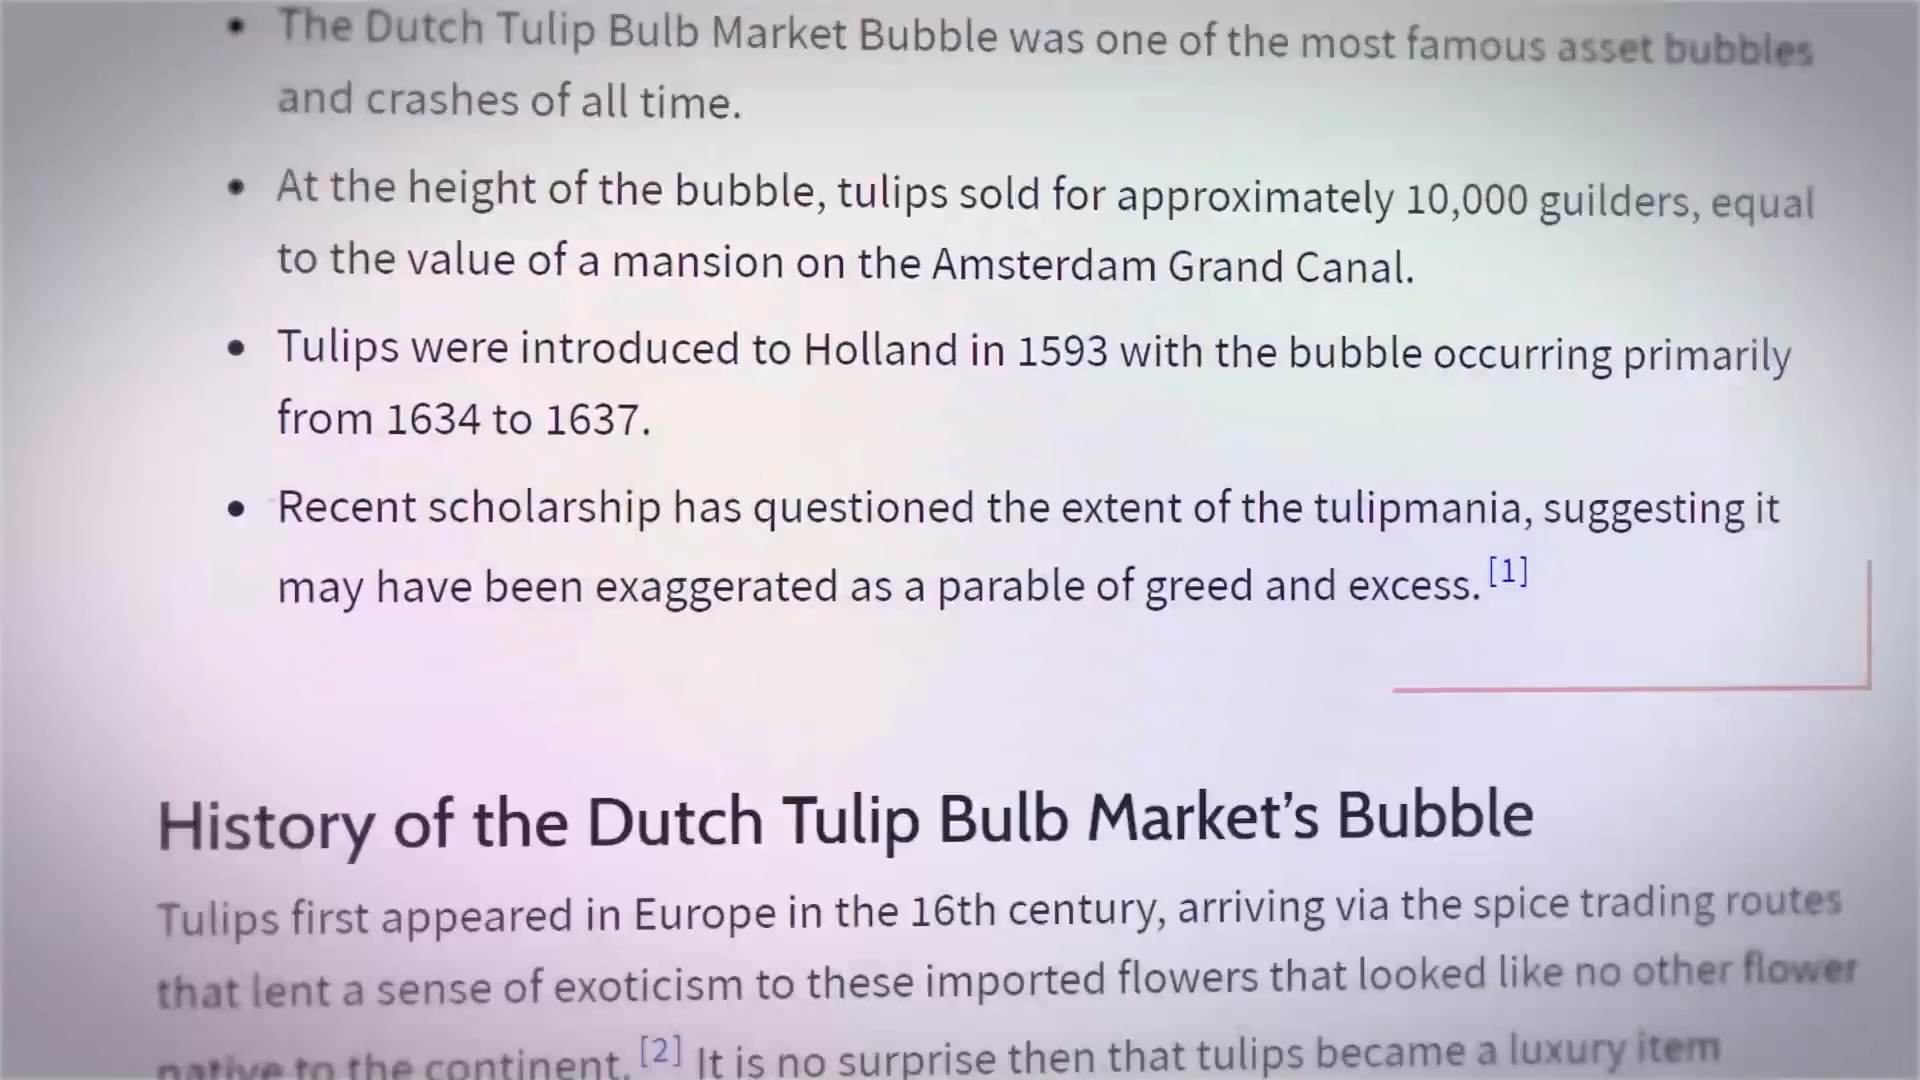 The Dutch Tulip Bulb Market Bubble was one of the most famous asset bubbles
and crashes of all time.
At the height of the bubble, tulips sold for approximately 10,000 guilders, equal
to the value of a mansion on the Amsterdam Grand Canal.
Tulips were introduced to Holland in 1593 with the bubble occurring primarily
from 1634 to 1637.
Recent scholarship has questioned the extent of the tulipmania, suggesting it
may have been exaggerated as a parable of greed and excess. [1]
History of the Dutch Tulip Bulb Market's Bubble
Tulips first appeared in Europe in the 16th century, arriving via the spice trading routes
that lent a sense of exoticism to these imported flowers that looked like no other flower
native to the continent. [2] It is no surprise then that tulips became a luxury item